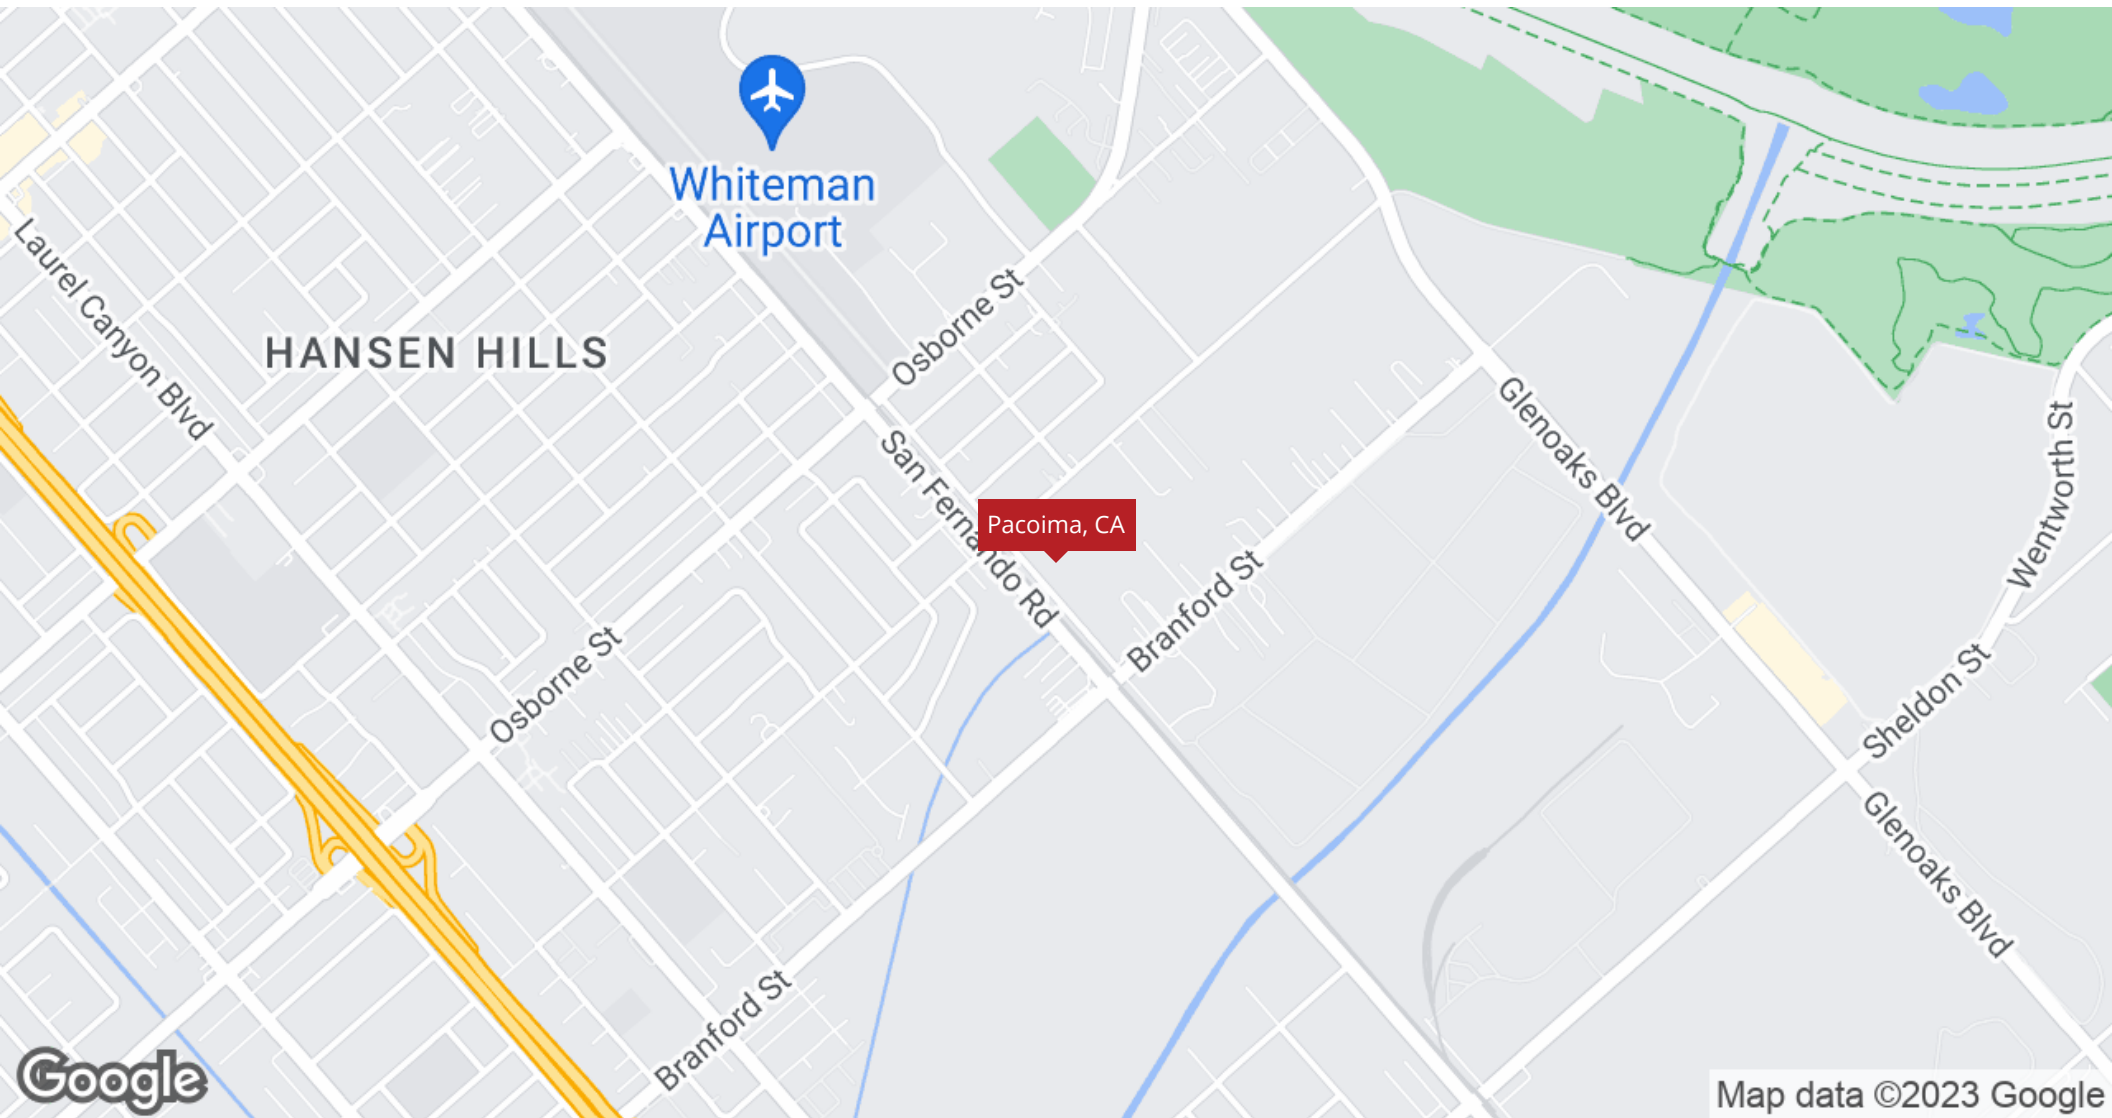 Whiteman
Airport
Laurel Canyon Blvd
HANSEN HILLS
Osborne St
San Fernando Rd
Pacoima, CA
Glenoaks Blvd
Wentworth St
Branford St
Osborne St
Sheldon St
Glenoaks Blvd
Branford St
Google
Map data ©2023 Google